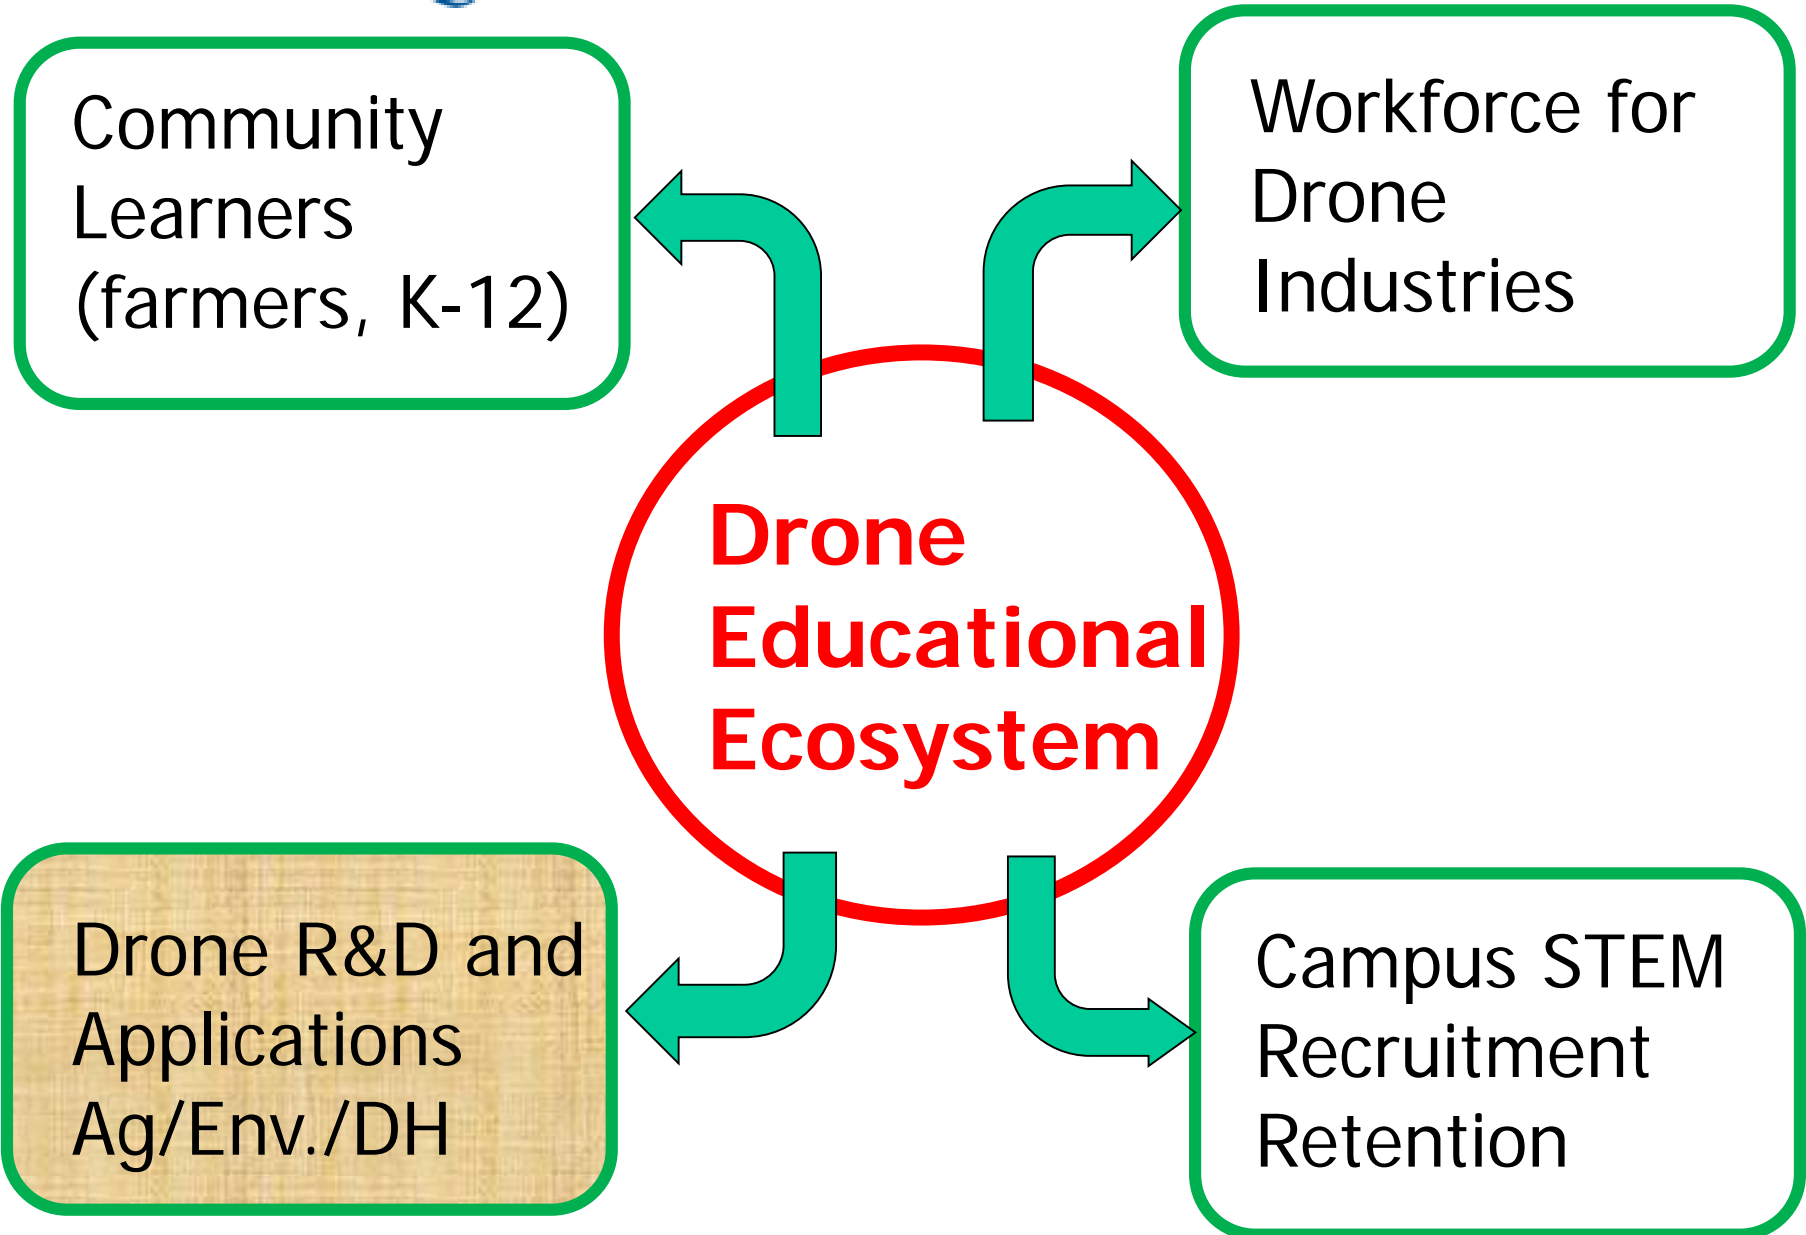 Community
Learners
(farmers, K-12)
Workforce for
Drone
Industries
Drone
Educational
Ecosystem
Drone R&D and
Applications
Ag/Env./DH
Campus STEM
Recruitment
Retention